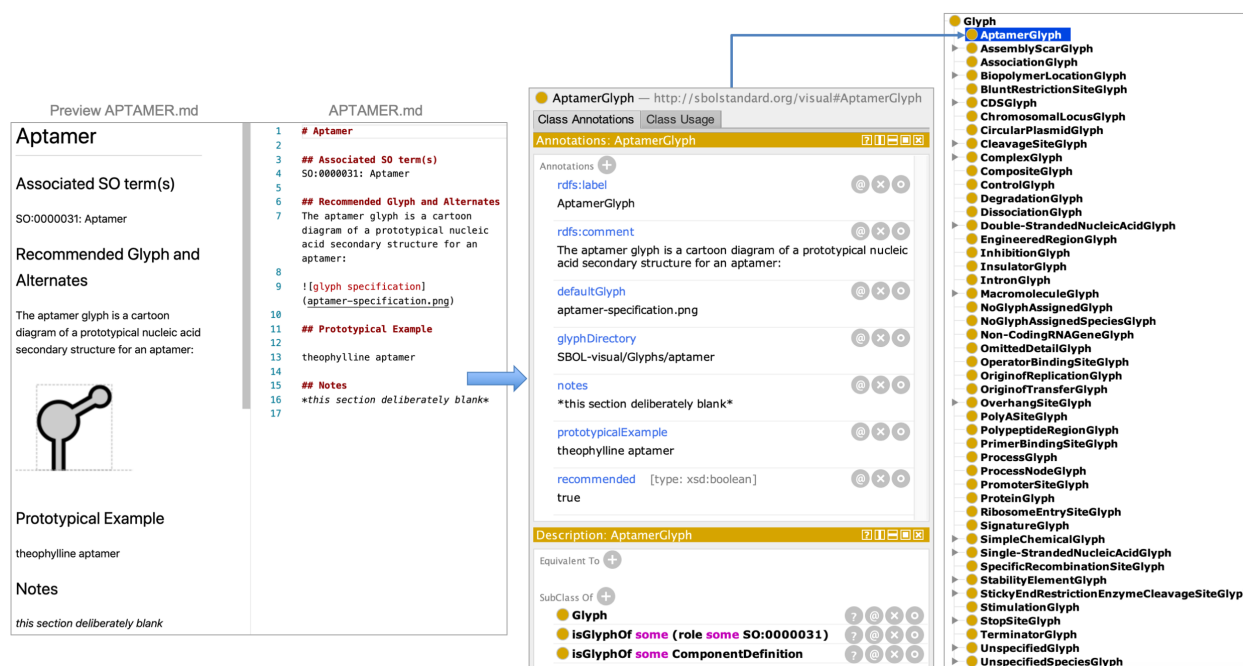 Preview APTAMER.md
Aptamer
Associated SO term(s)
SO:0000031: Aptamer
Recommended Glyph and
Alternates
The aptamer glyph is a cartoon
diagram of a prototypical nucleic acid
secondary structure for an aptamer:
Prototypical Example
theophylline aptamer
Notes
this section deliberately blank
APTAMER.md
1 # Aptamer
2
3 ## Associated SO term(s)
4 SO:0000031: Aptamer
5
6 ## Recommended Glyph and Alternates
7 The aptamer glyph is a cartoon
diagram of a prototypical nucleic
acid secondary structure for an
aptamer:
8
9 ![glyph specification]
(aptamer-specification.png)
10
11 ## Prototypical Example
12
13 theophylline aptamer
14
15 ## Notes
16 *this section deliberately blank*
17
AptamerGlyph — http://sbolstandard.org/visual#AptamerGlyph
Class Annotations Class Usage
Annotations: AptamerGlyph
Annotations
rdfs:label
AptamerGlyph
rdfs:comment
The aptamer glyph is a cartoon diagram of a prototypical nucleic
acid secondary structure for an aptamer:
defaultGlyph
aptamer-specification.png
glyphDirectory
SBOL-visual/Glyphs/aptamer
notes
*this section deliberately blank*
prototypicalExample
theophylline aptamer
recommended [type: xsd:boolean]
true
Description: AptamerGlyph
Equivalent To
SubClass Of
Glyph
isGlyphOf some (role some SO:0000031)
isGlyphOf some ComponentDefinition
Glyph
AptamerGlyph
AssemblyScarGlyph
AssociationGlyph
BiopolymerLocationGlyph
BluntRestrictionSiteGlyph
CDSGlyph
ChromosomalLocusGlyph
CircularPlasmidGlyph
CleavageSiteGlyph
ComplexGlyph
CompositeGlyph
ControlGlyph
DegradationGlyph
DissociationGlyph
Double-StrandedNucleicAcidGlyph
EngineeredRegionGlyph
InhibitionGlyph
InsulatorGlyph
IntronGlyph
MacromoleculeGlyph
NoGlyphAssignedGlyph
NoGlyphAssignedSpeciesGlyph
Non-CodingRNAGeneGlyph
OmittedDetailGlyph
OperatorBindingSiteGlyph
OriginofReplicationGlyph
OriginofTransferGlyph
OverhangSiteGlyph
PolyASiteGlyph
PolypeptideRegionGlyph
PrimerBindingSiteGlyph
ProcessGlyph
ProcessNodeGlyph
PromoterSiteGlyph
ProteinGlyph
RibosomeEntrySiteGlyph
SignatureGlyph
SimpleChemicalGlyph
Single-StrandedNucleicAcidGlyph
SpecificRecombinationSiteGlyph
StabilityElementGlyph
StickyEndRestrictionEnzymeCleavageSiteGlyp
StimulationGlyph
StopSiteGlyph
TerminatorGlyph
UnspecifiedGlyph
UnspecifiedSpeciesGlyph